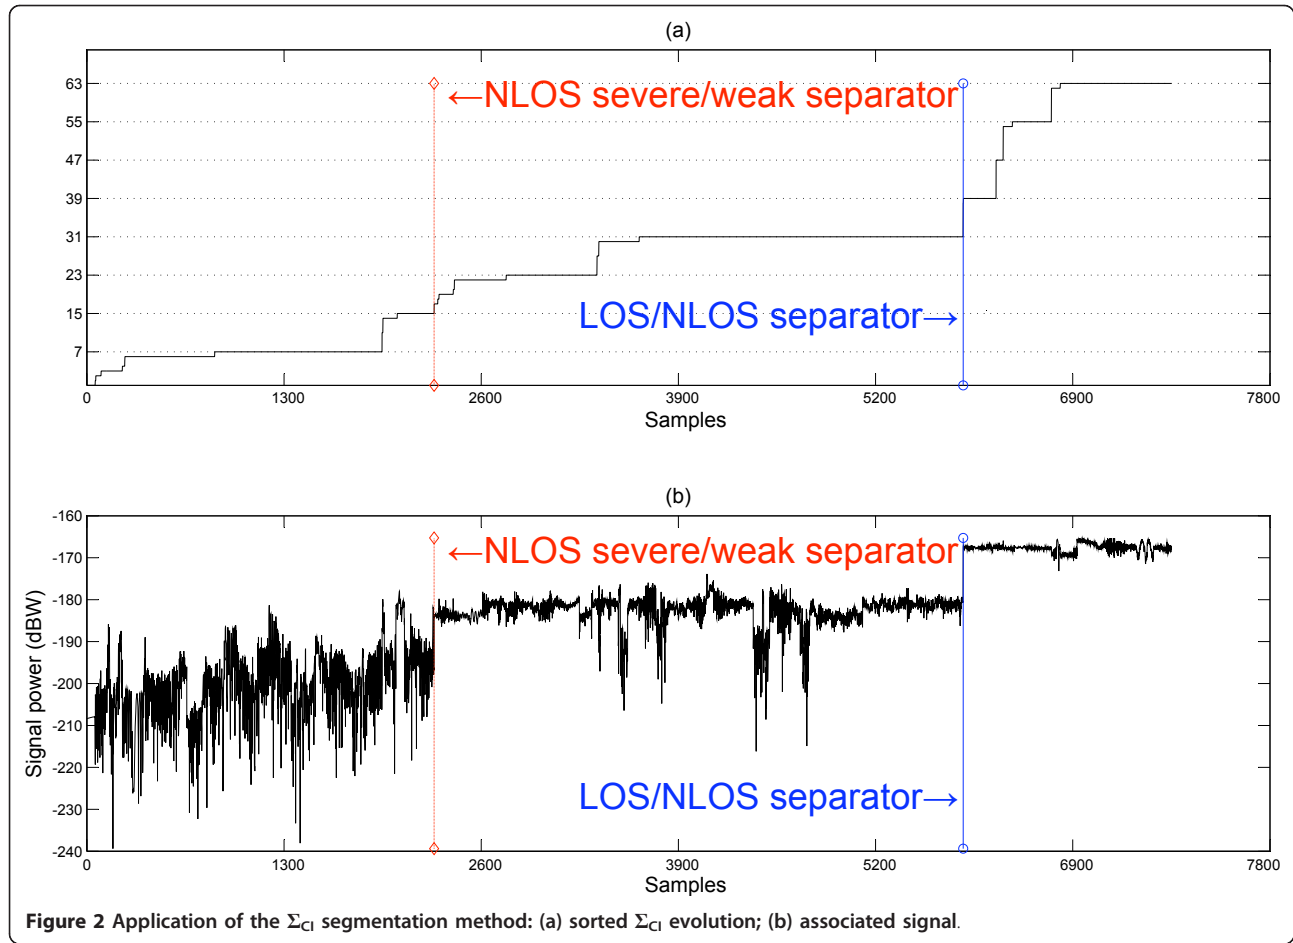 (a)
63
←NLOS severe/weak separator
55
47
39
31
23
LOS/NLOS separator→
15
7
0 1300 2600 3900 5200 6900 7800
Samples
(b)
-160
←NLOS severe/weak separator
-170
-180
-190
-200
-210
-220
LOS/NLOS separator→
-230
-240
Signal power (dBW)
0 1300 2600 3900 5200 6900 7800
Samples
Figure 2 Application of the Σ_CI segmentation method: (a) sorted Σ_CI evolution; (b) associated signal.